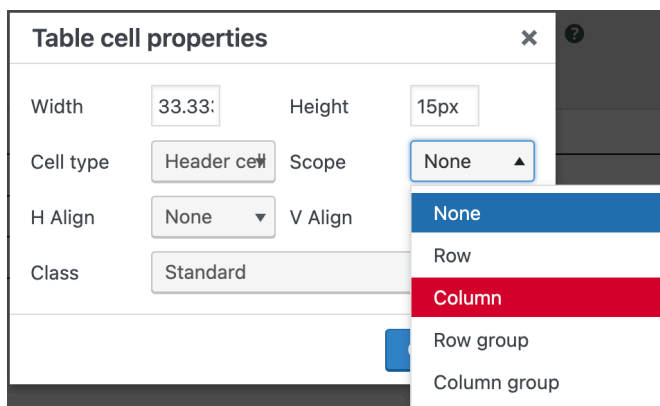 Table cell properties ×
?
Width 33.33 Height 15px
Cell type Header cell Scope None
H Align None V Align
Class Standard
None
Row
Column
Row group
Column group